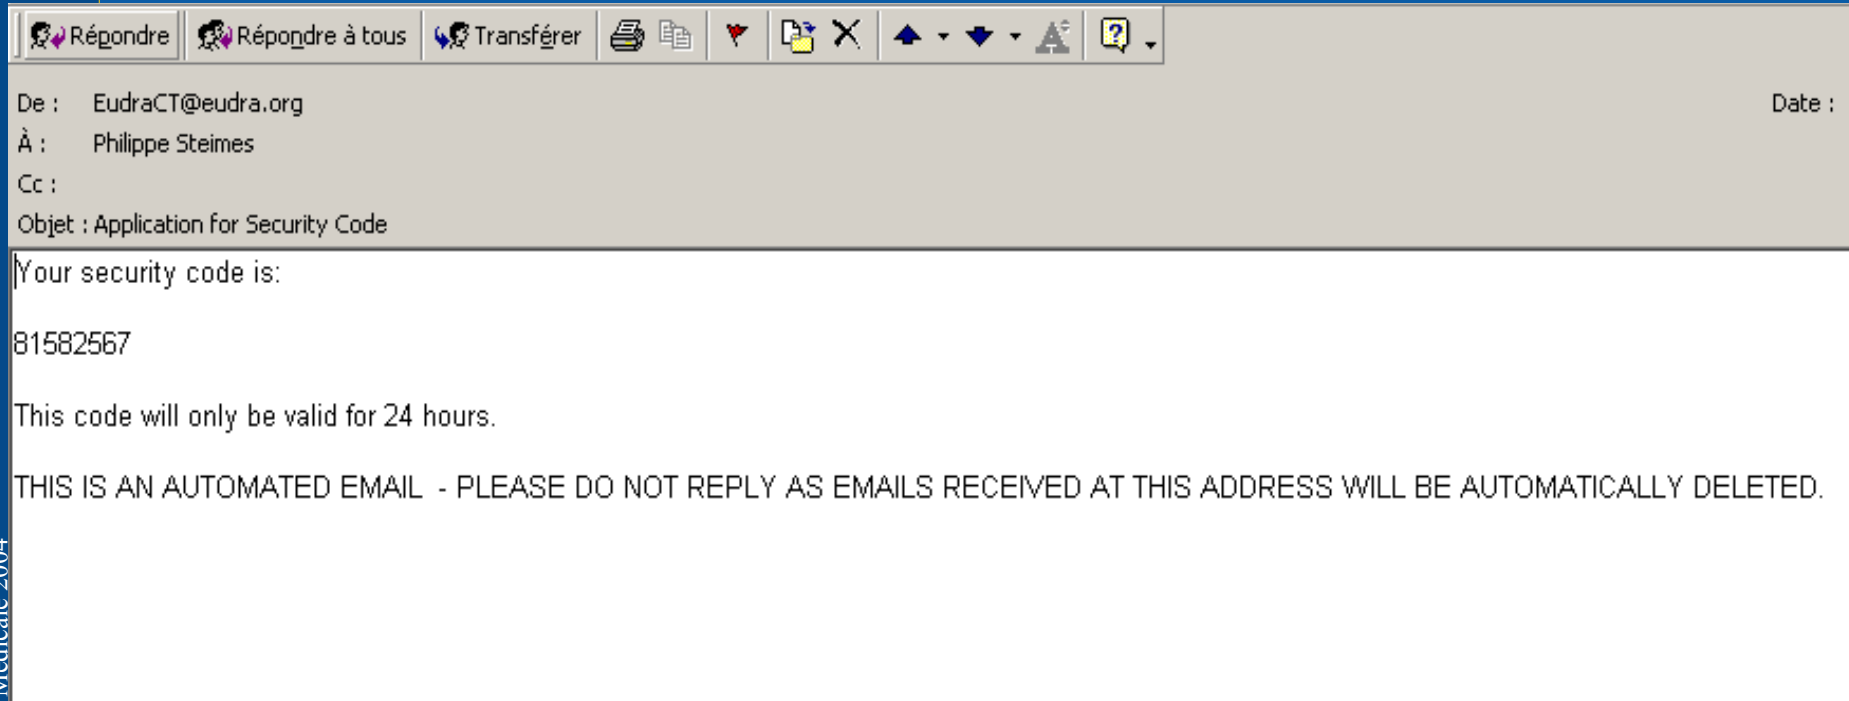 Répondre Répondre à tous Transférer
De : EudraCT@eudra.org Date :
À : Philippe Steimes
Cc :
Objet : Application for Security Code
Your security code is:
81582567
This code will only be valid for 24 hours.
THIS IS AN AUTOMATED EMAIL - PLEASE DO NOT REPLY AS EMAILS RECEIVED AT THIS ADDRESS WILL BE AUTOMATICALLY DELETED.